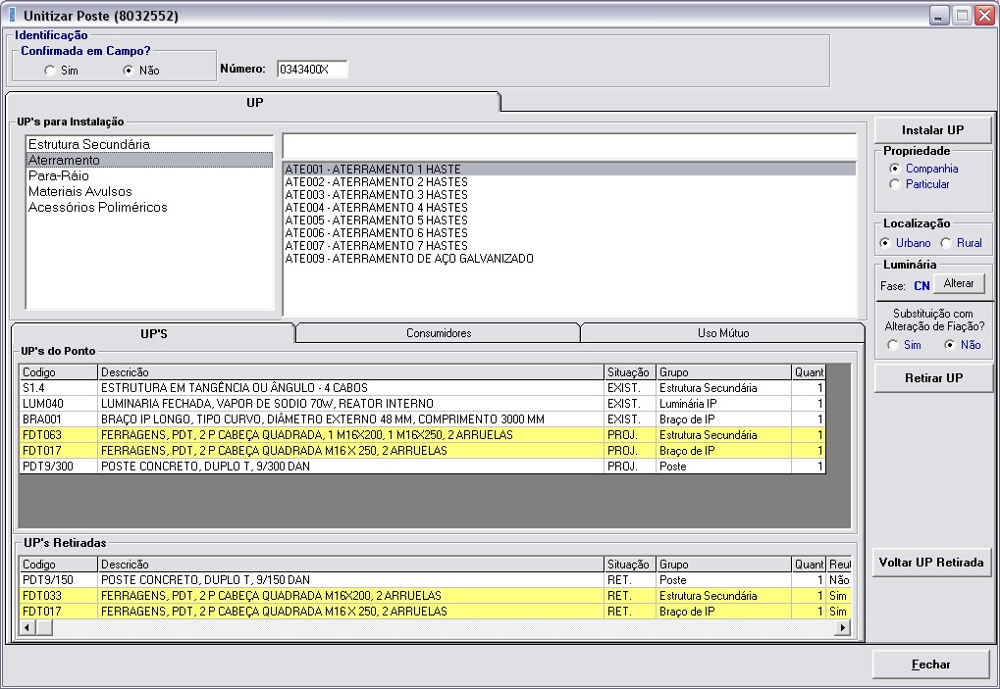 Unitizar Poste (8032552)
Identificação
Confirmada em Campo?
Sim Não
Número: 0343400X
UP
UP's para Instalação
Estrutura Secundária
Aterramento
Para-Ráio
Materiais Avulsos
Acessórios Poliméricos
ATE001 - ATERRAMENTO 1 HASTE
ATE002 - ATERRAMENTO 2 HASTES
ATE003 - ATERRAMENTO 3 HASTES
ATE004 - ATERRAMENTO 4 HASTES
ATE005 - ATERRAMENTO 5 HASTES
ATE006 - ATERRAMENTO 6 HASTES
ATE007 - ATERRAMENTO 7 HASTES
ATE009 - ATERRAMENTO DE AÇO GALVANIZADO
Instalar UP
Propriedade
Companhia
Particular
Localização
Urbano Rural
Luminária
Fase: CN Alterar
Substituição com
Alteração de Fiação?
Sim Não
Retirar UP
UP'S Consumidores Uso Mútuo
UP's do Ponto
Codigo Descricão Situação Grupo Quant
S1.4 ESTRUTURA EM TANGÊNCIA OU ÂNGULO - 4 CABOS EXIST. Estrutura Secundária 1
LUM040 LUMINARIA FECHADA, VAPOR DE SODIO 70W, REATOR INTERNO EXIST. Luminária IP 1
BRA001 BRAÇO IP LONGO, TIPO CURVO, DIÂMETRO EXTERNO 48 MM, COMPRIMENTO 3000 MM EXIST. Braço de IP 1
FDT063 FERRAGENS, PDT, 2 P CABEÇA QUADRADA, 1 M16X200, 1 M16X250, 2 ARRUELAS PROJ. Estrutura Secundária 1
FDT017 FERRAGENS, PDT, 2 P CABEÇA QUADRADA M16 X 250, 2 ARRUELAS PROJ. Braço de IP 1
PDT9/300 POSTE CONCRETO, DUPLO T, 9/300 DAN PROJ. Poste 1
UP's Retiradas
Codigo Descricão Situação Grupo Quant Reut
PDT9/150 POSTE CONCRETO, DUPLO T, 9/150 DAN RET. Poste 1 Não
FDT033 FERRAGENS, PDT, 2 P CABEÇA QUADRADA M16X200, 2 ARRUELAS RET. Estrutura Secundária 1 Sim
FDT017 FERRAGENS, PDT, 2 P CABEÇA QUADRADA M16 X 250, 2 ARRUELAS RET. Braço de IP 1 Sim
Voltar UP Retirada
Fechar